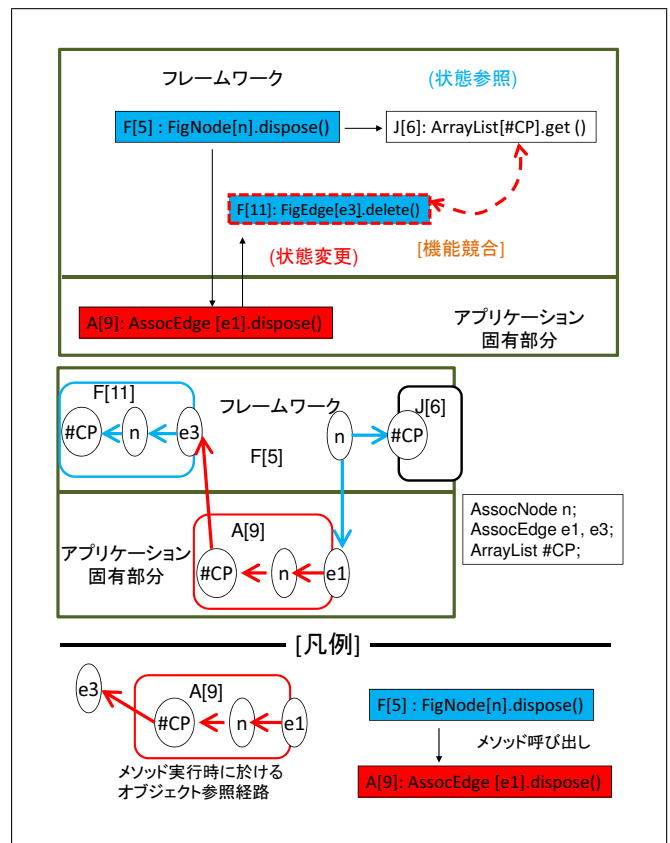 フレームワーク
(状態参照)
F[5] : FigNode[n].dispose()
J[6]: ArrayList[#CP].get ()
F[11]: FigEdge[e3].delete()
(状態変更)
[機能競合]
A[9]: AssocEdge [e1].dispose()
アプリケーション
固有部分
F[11]
フレームワーク
J[6]
#CP
n
e3
n
#CP
F[5]
アプリケーション
固有部分
A[9]
#CP
n
e1
AssocNode n;
AssocEdge e1, e3;
ArrayList #CP;
[凡例]
e3
A[9]
#CP
n
e1
メソッド実行時に於ける
オブジェクト参照経路
F[5] : FigNode[n].dispose()
メソッド呼び出し
A[9]: AssocEdge [e1].dispose()